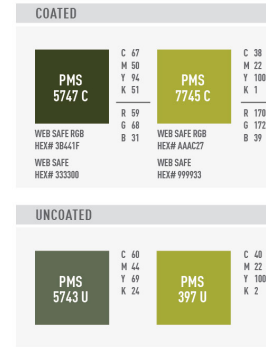 COATED
PMS
5747 C
C 67
M 50
Y 94
K 51
R 59
G 68
B 31
WEB SAFE RGB
HEX# 3B441F
WEB SAFE
HEX# 333300
PMS
7745 C
C 38
M 22
Y 100
K 1
R 170
G 172
B 39
WEB SAFE RGB
HEX# AAAC27
WEB SAFE
HEX# 999933
UNCOATED
PMS
5743 U
C 60
M 44
Y 69
K 24
PMS
397 U
C 40
M 22
Y 100
K 2